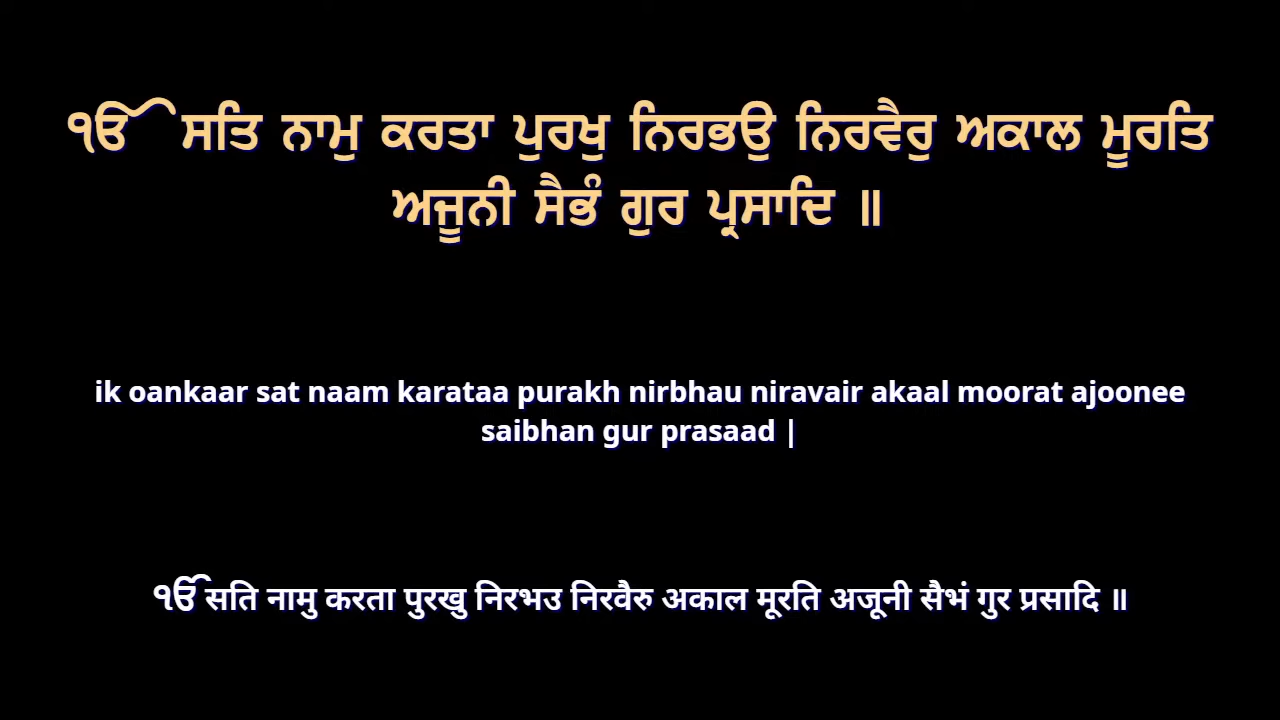 ੴ ਸਤਿ ਨਾਮੁ ਕਰਤਾ ਪੁਰਖੁ ਨਿਰਭਉ ਨਿਰਵੈਰੁ ਅਕਾਲ ਮੂਰਤਿ
ਅਜੂਨੀ ਸੈਭੰ ਗੁਰ ਪ੍ਰਸਾਦਿ ॥
ik oankaar sat naam karataa purakh nirbhau niravair akaal moorat ajoonee
saibhan gur prasaad |
ੴ सति नामु करता पुरखु निरभउ निरवैरु अकाल मूरति अजूनी सैभं गुर प्रसादि ॥